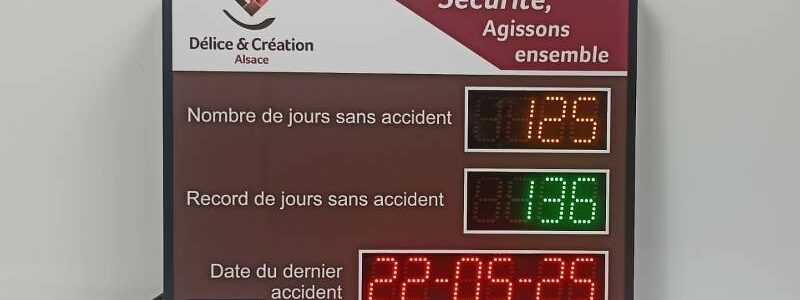 Sécurité,
Agissons
ensemble
Délice & Création
Alsace
Nombre de jours sans accident 125
Record de jours sans accident 136
Date du dernier
accident 22-05-25